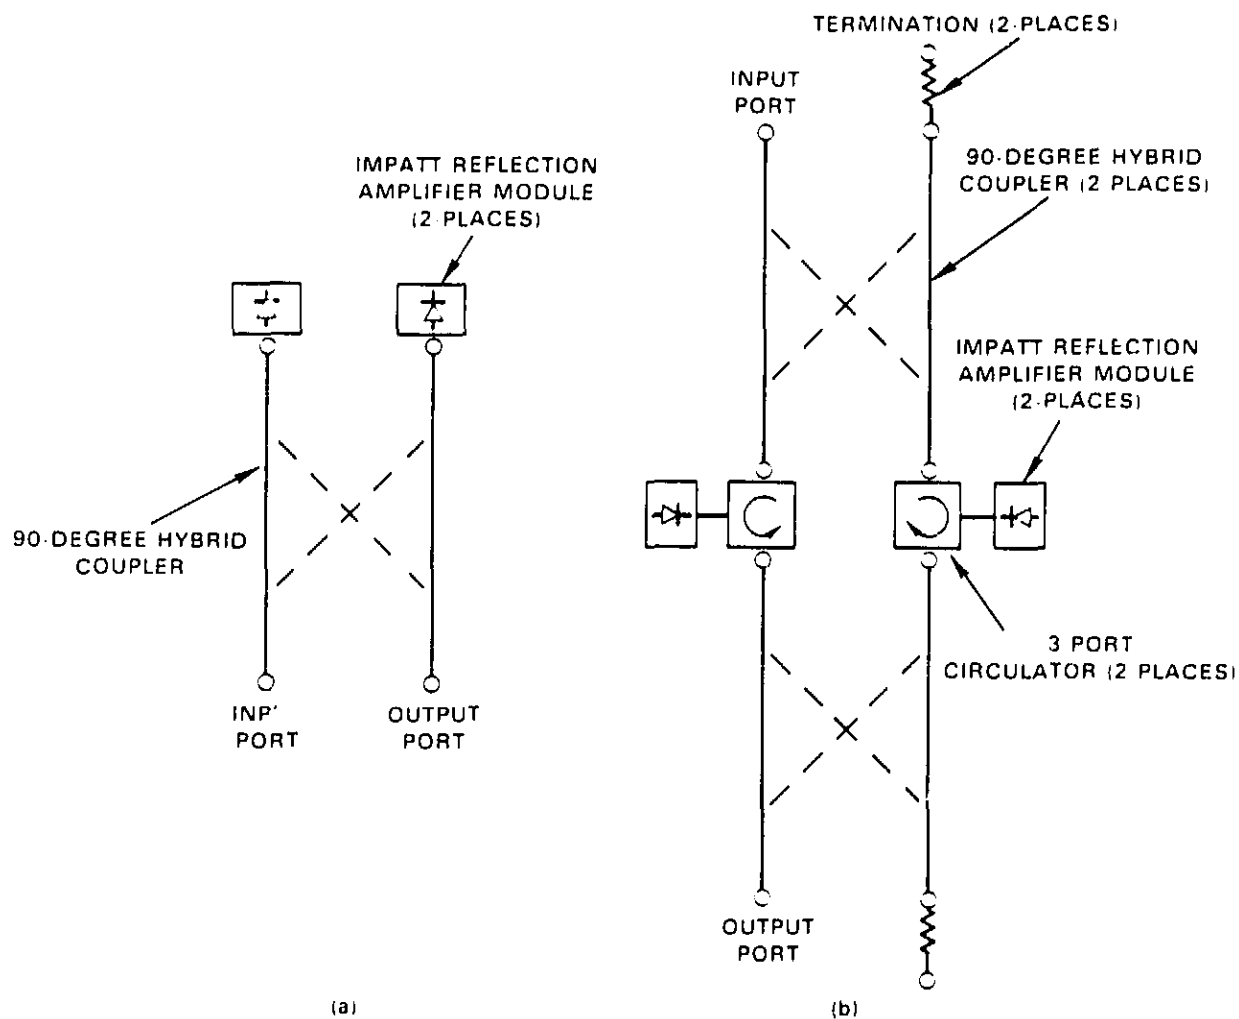 TERMINATION (2-PLACES)
INPUT
PORT
90-DEGREE HYBRID
COUPLER (2 PLACES)
IMPATT REFLECTION
AMPLIFIER MODULE
(2-PLACES)
IMPATT REFLECTION
AMPLIFIER MODULE
(2-PLACES)
90-DEGREE HYBRID
COUPLER
3 PORT
CIRCULATOR (2 PLACES)
INP'
PORT
OUTPUT
PORT
OUTPUT
PORT
(a)
(b)